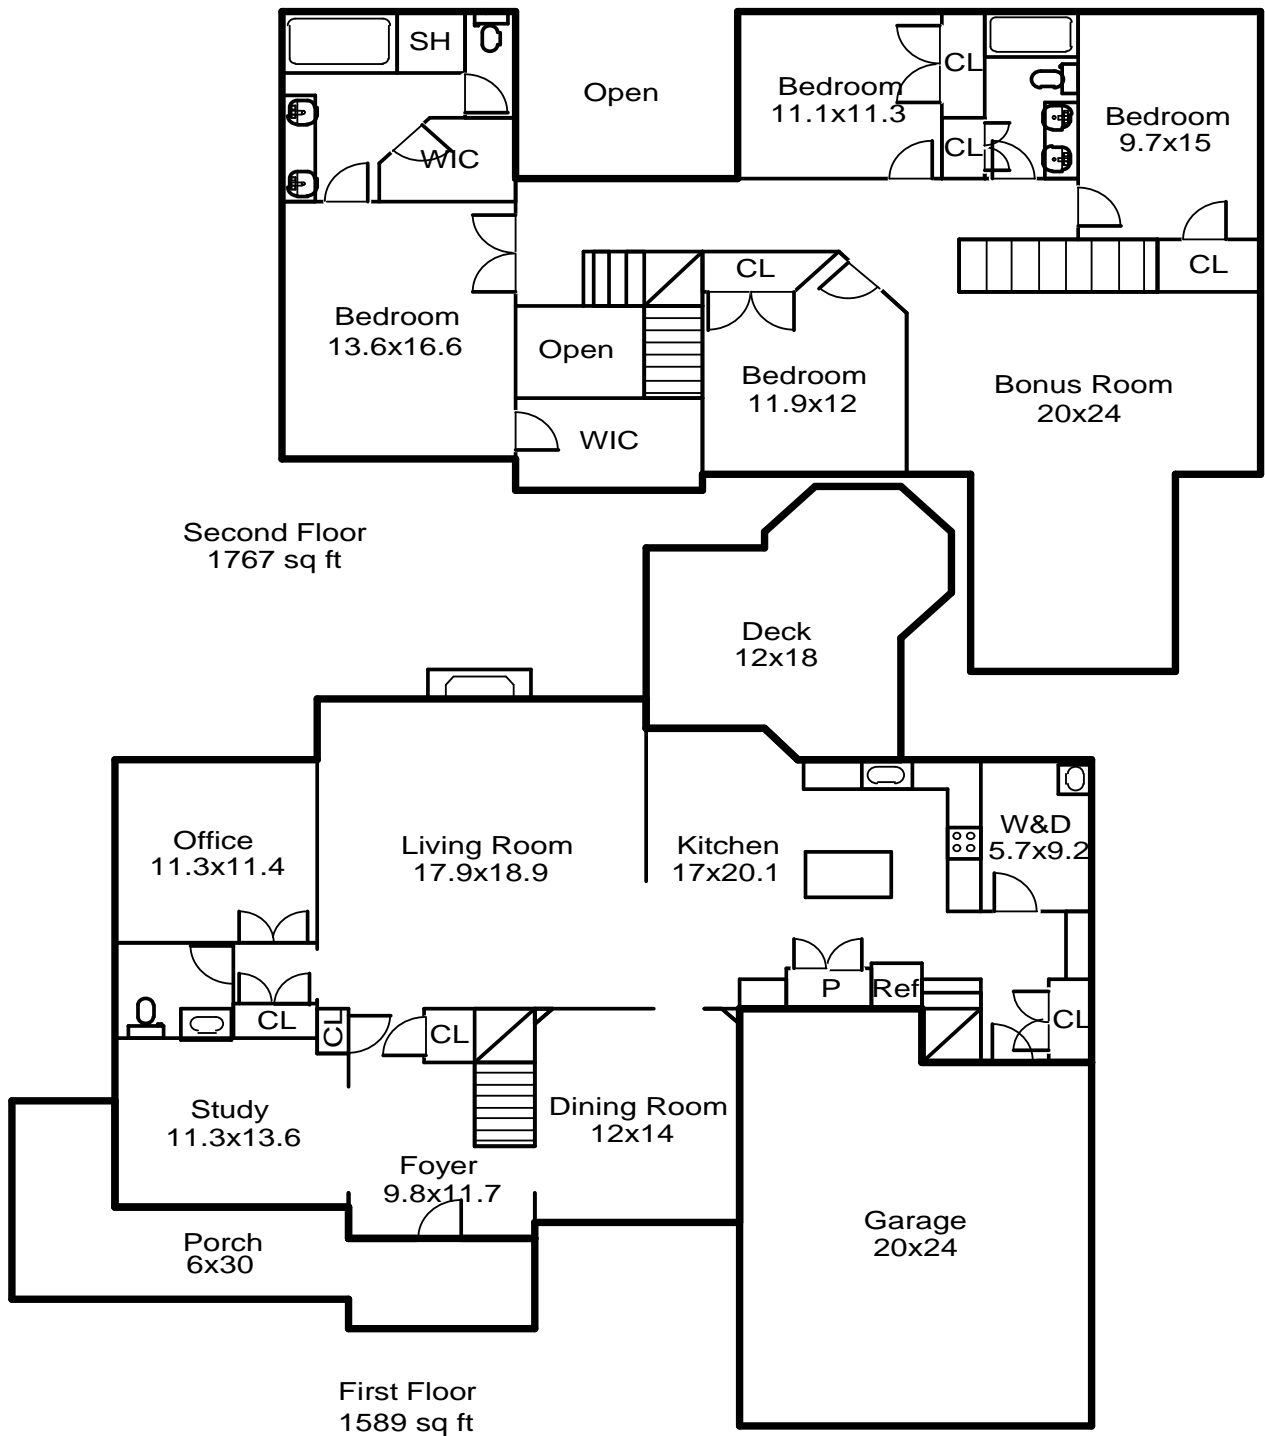 SH
Open
CL
Bedroom
11.1x11.3
Bedroom
9.7x15
CL
WIC
CL
CL
Bedroom
13.6x16.6
Open
Bedroom
11.9x12
Bonus Room
20x24
WIC
Second Floor
1767 sq ft
Deck
12x18
Office
11.3x11.4
Living Room
17.9x18.9
Kitchen
17x20.1
W&D
5.7x9.2
P
Ref
CL
CL
CL
CL
Study
11.3x13.6
Dining Room
12x14
Foyer
9.8x11.7
Porch
6x30
Garage
20x24
First Floor
1589 sq ft